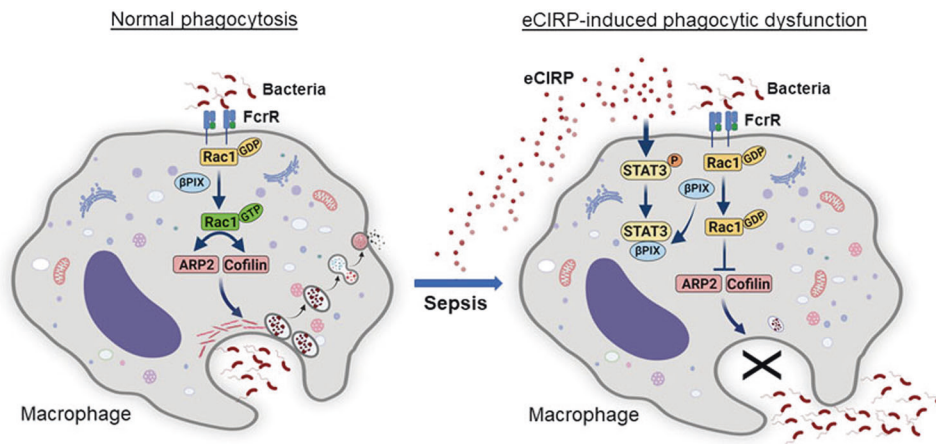 Normal phagocytosis
Bacteria
FcrR
Rac1 GDP
βPIX
Rac1 GTP
ARP2 Cofilin
Macrophage
Sepsis
eCIRP-induced phagocytic dysfunction
eCIRP
Bacteria
FcrR
STAT3 P
Rac1 GDP
βPIX
STAT3
βPIX
Rac1 GDP
ARP2 Cofilin
X
Macrophage